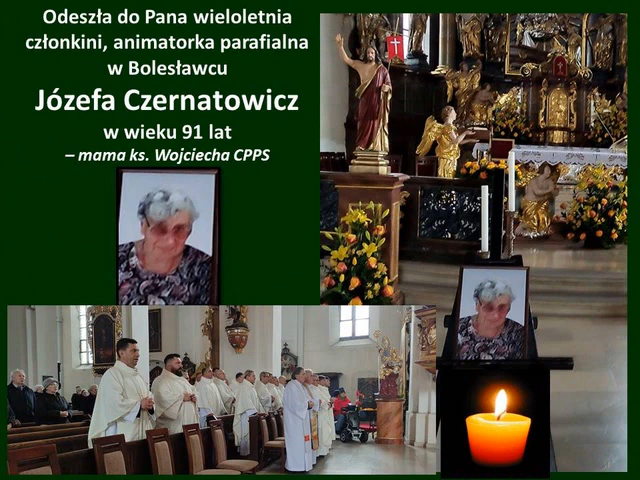 Odeszła do Pana wieloletnia
członkini, animatorka parafialna
w Bolesławcu
Józefa Czernatowicz
w wieku 91 lat
– mama ks. Wojciecha CPPS